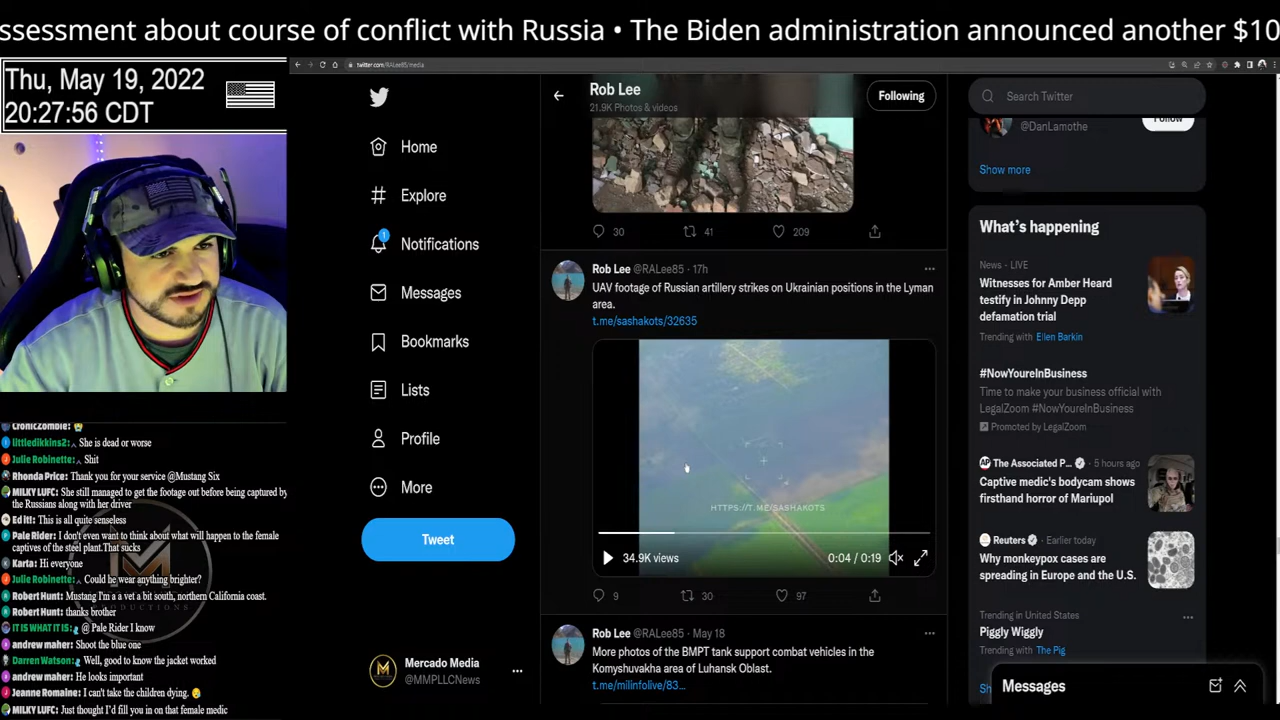 ssessment about course of conflict with Russia • The Biden administration announced another $10
Thu, May 19, 2022
20:27:56 CDT
twitter.com/RALee85/media
Home
Explore
Notifications
1
Messages
Bookmarks
Lists
Profile
More
Tweet
Mercado Media
@MMPLLCNews
Rob Lee
21.9K Photos & videos
Following
30 41 209
Rob Lee @RALee85 · 17h
UAV footage of Russian artillery strikes on Ukrainian positions in the Lyman
area.
t.me/sashakots/32635
HTTPS://T.ME/SASHAKOTS
34.9K views 0:04 / 0:19
9 30 97
Rob Lee @RALee85 · May 18
More photos of the BMPT tank support combat vehicles in the
Komyshuvakha area of Luhansk Oblast.
t.me/milinfolive/83...
Search Twitter
@DanLamothe
Follow
Show more
What's happening
News · LIVE
Witnesses for Amber Heard
testify in Johnny Depp
defamation trial
Trending with Ellen Barkin
#NowYoureInBusiness
Time to make your business official with
LegalZoom #NowYoureInBusiness
Promoted by LegalZoom
The Associated P... · 5 hours ago
Captive medic's bodycam shows
firsthand horror of Mariupol
Reuters · Earlier today
Why monkeypox cases are
spreading in Europe and the U.S.
Trending in United States
Piggly Wiggly
Trending with The Pig
Sh
Messages
CronicZombie:
littledikkins2: She is dead or worse
Julie Robinette: Shit
Rhonda Price: Thank you for your service @Mustang Six
MILKY LUFC: She still managed to get the footage out before being captured by
the Russians along with her driver
Ed it!: This is all quite senseless
Pale Rider: I don't even want to think about what will happen to the female
captives of the steel plant.That sucks
Karta: Hi everyone
Julie Robinette: Could he wear anything brighter?
Robert Hunt: Mustang I'm a a vet a bit south, northern California coast.
Robert Hunt: thanks brother
IT IS WHAT IT IS: @ Pale Rider I know
andrew maher: Shoot the blue one
Darren Watson: Well, good to know the jacket worked
andrew maher: He looks important
Jeanne Romaine: I can't take the children dying.
MILKY LUFC: Just thought I'd fill you in on that female medic